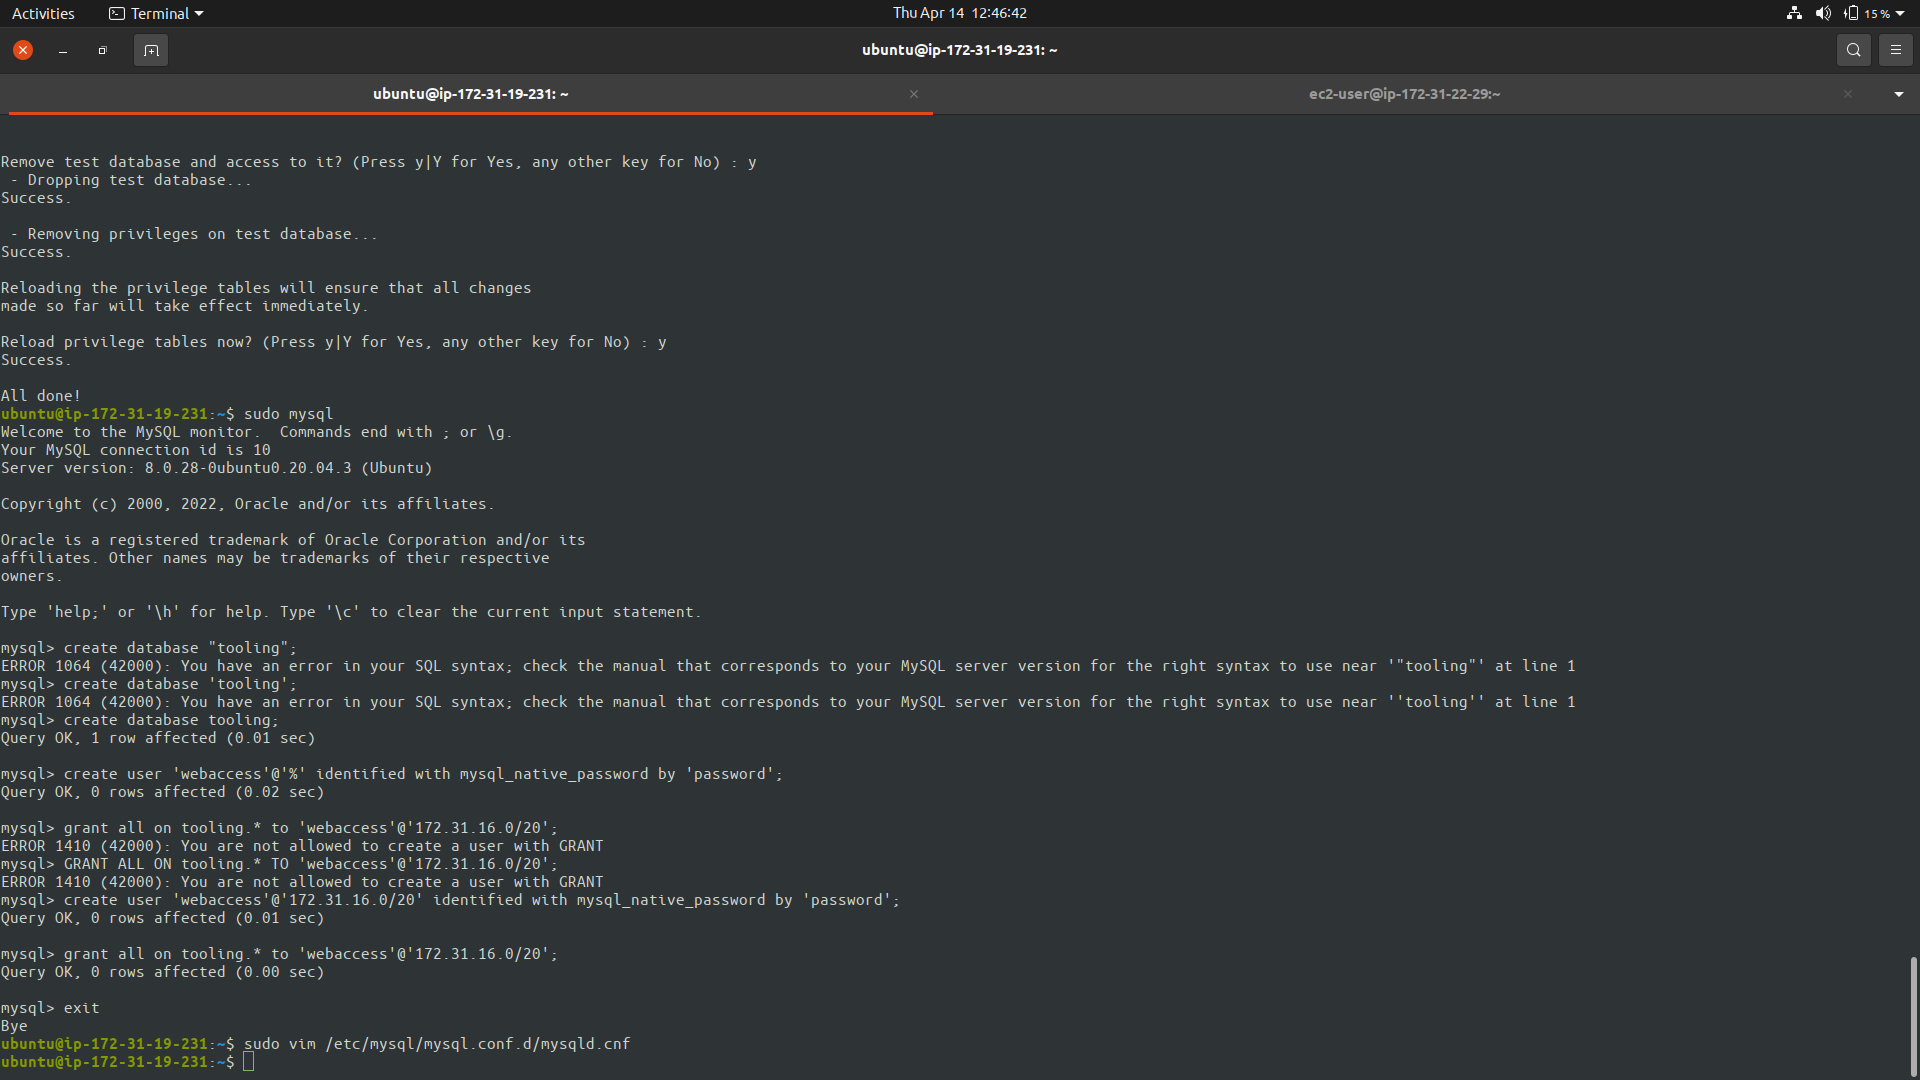 Activities
Terminal
Thu Apr 14 12:46:42
15 %
ubuntu@ip-172-31-19-231: ~
ubuntu@ip-172-31-19-231: ~
ec2-user@ip-172-31-22-29:~
Remove test database and access to it? (Press y|Y for Yes, any other key for No) : y
 - Dropping test database...
Success.
 - Removing privileges on test database...
Success.
Reloading the privilege tables will ensure that all changes
made so far will take effect immediately.
Reload privilege tables now? (Press y|Y for Yes, any other key for No) : y
Success.
All done!
ubuntu@ip-172-31-19-231:~$ sudo mysql
Welcome to the MySQL monitor.  Commands end with ; or \g.
Your MySQL connection id is 10
Server version: 8.0.28-0ubuntu0.20.04.3 (Ubuntu)
Copyright (c) 2000, 2022, Oracle and/or its affiliates.
Oracle is a registered trademark of Oracle Corporation and/or its
affiliates. Other names may be trademarks of their respective
owners.
Type 'help;' or '\h' for help. Type '\c' to clear the current input statement.
mysql> create database "tooling";
ERROR 1064 (42000): You have an error in your SQL syntax; check the manual that corresponds to your MySQL server version for the right syntax to use near '"tooling"' at line 1
mysql> create database 'tooling';
ERROR 1064 (42000): You have an error in your SQL syntax; check the manual that corresponds to your MySQL server version for the right syntax to use near ''tooling'' at line 1
mysql> create database tooling;
Query OK, 1 row affected (0.01 sec)
mysql> create user 'webaccess'@'%' identified with mysql_native_password by 'password';
Query OK, 0 rows affected (0.02 sec)
mysql> grant all on tooling.* to 'webaccess'@'172.31.16.0/20';
ERROR 1410 (42000): You are not allowed to create a user with GRANT
mysql> GRANT ALL ON tooling.* TO 'webaccess'@'172.31.16.0/20';
ERROR 1410 (42000): You are not allowed to create a user with GRANT
mysql> create user 'webaccess'@'172.31.16.0/20' identified with mysql_native_password by 'password';
Query OK, 0 rows affected (0.01 sec)
mysql> grant all on tooling.* to 'webaccess'@'172.31.16.0/20';
Query OK, 0 rows affected (0.00 sec)
mysql> exit
Bye
ubuntu@ip-172-31-19-231:~$ sudo vim /etc/mysql/mysql.conf.d/mysqld.cnf
ubuntu@ip-172-31-19-231:~$